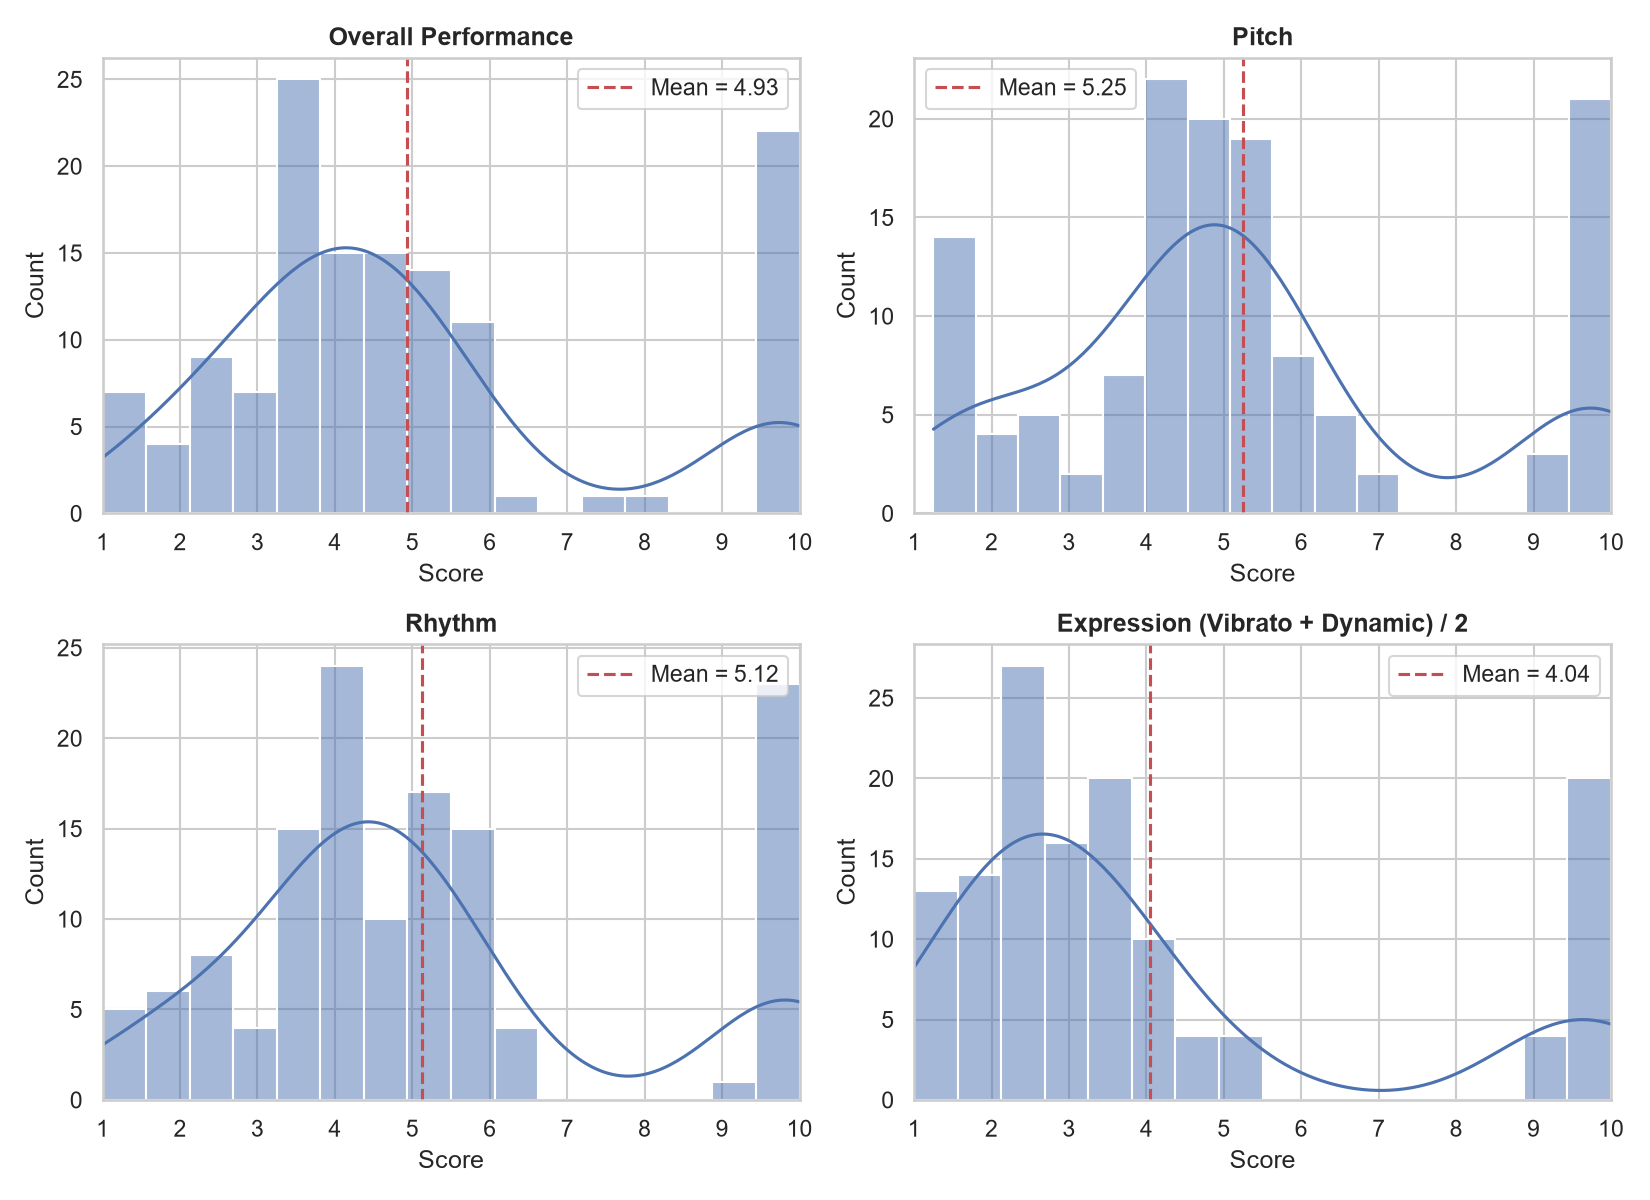 Overall Performance
Mean = 4.93
25
20
15
10
5
0
Count
1 2 3 4 5 6 7 8 9 10
Score
Pitch
Mean = 5.25
20
15
10
5
0
Count
2 3 4 5 6 7 8 9 10
Score
Rhythm
Mean = 5.12
25
20
15
10
5
0
Count
1 2 3 4 5 6 7 8 9 10
Score
Expression (Vibrato + Dynamic) / 2
Mean = 4.04
25
20
15
10
5
0
Count
1 2 3 4 5 6 7 8 9 10
Score